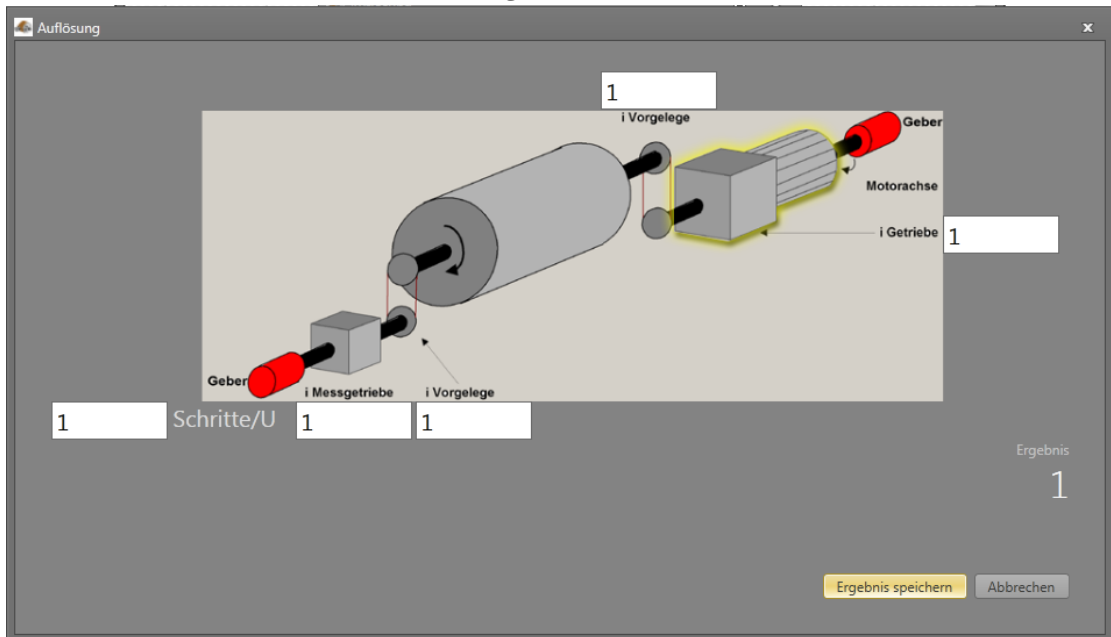 Auflösung
x
1
i Vorgelege
Geber
Motorachse
i Getriebe 1
Geber
i Messgetriebe i Vorgelege
1 Schritte/U 1 1
Ergebnis
1
Ergebnis speichern Abbrechen